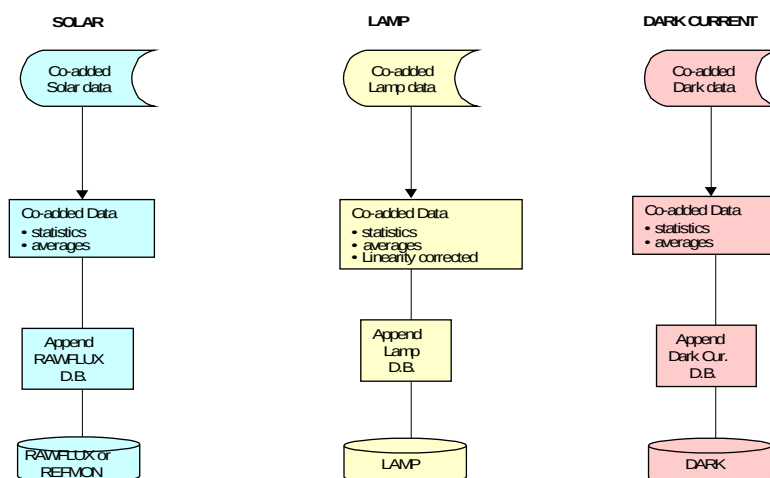 SOLAR
Co-added
Solar data
Co-added Data
• statistics
• averages
Append
RAWFLUX
D.B.
RAWFLUX or
REFMON
LAMP
Co-added
Lamp data
Co-added Data
• statistics
• averages
• Linearity corrected
Append
Lamp
D.B.
LAMP
DARK CURRENT
Co-added
Dark data
Co-added Data
• statistics
• averages
Append
Dark Cur.
D.B.
DARK